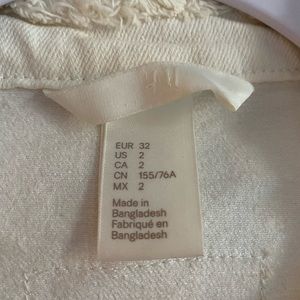 EUR 32
US 2
CA 2
CN 155/76A
MX 2
Made in
Bangladesh
Fabriqué en
Bangladesh